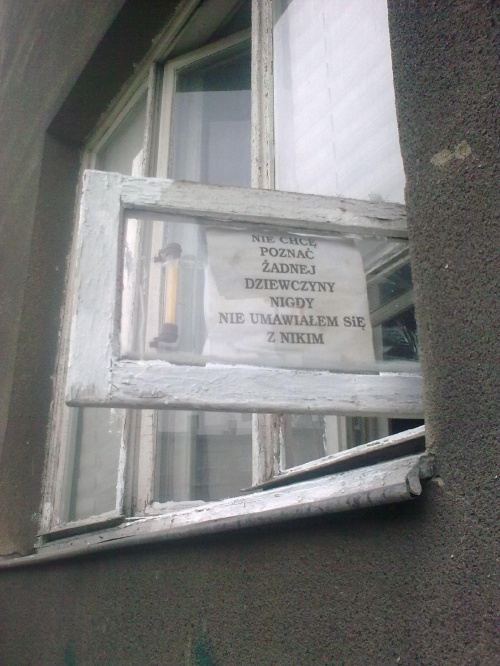 NIE CHCĘ
POZNAĆ
ŻADNEJ
DZIEWCZYNY
NIGDY
NIE UMAWIAŁEM SiĘ
Z NIKIM